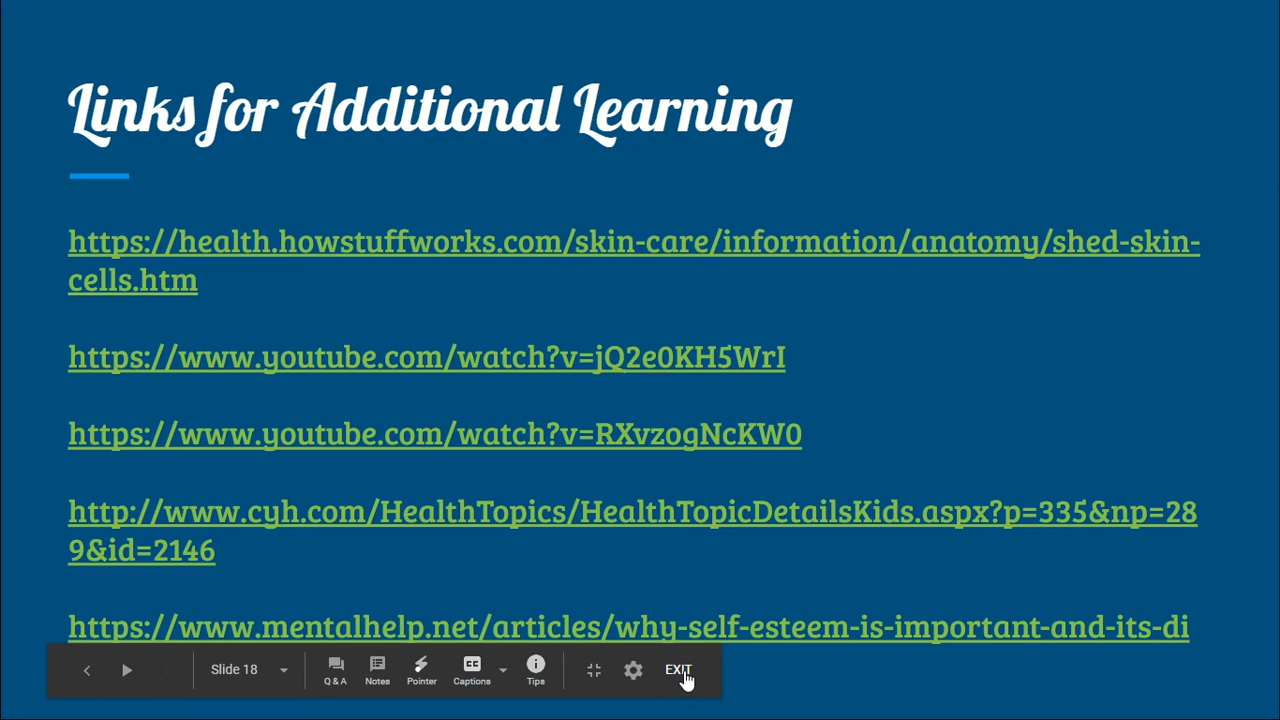 Links for Additional Learning
https://health.howstuffworks.com/skin-care/information/anatomy/shed-skin-
cells.htm
https://www.youtube.com/watch?v=jQ2e0KH5WrI
https://www.youtube.com/watch?v=RXvzogNcKW0
http://www.cyh.com/HealthTopics/HealthTopicDetailsKids.aspx?p=335&np=28
9&id=2146
https://www.mentalhelp.net/articles/why-self-esteem-is-important-and-its-di
Slide 18 Q & A Notes Pointer CC Captions Tips EXIT